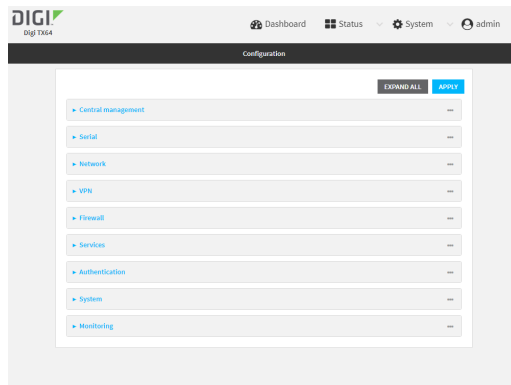 DIGI.
Digi TX64
Dashboard Status System admin
Configuration
EXPAND ALL APPLY
Central management
Serial
Network
VPN
Firewall
Services
Authentication
System
Monitoring